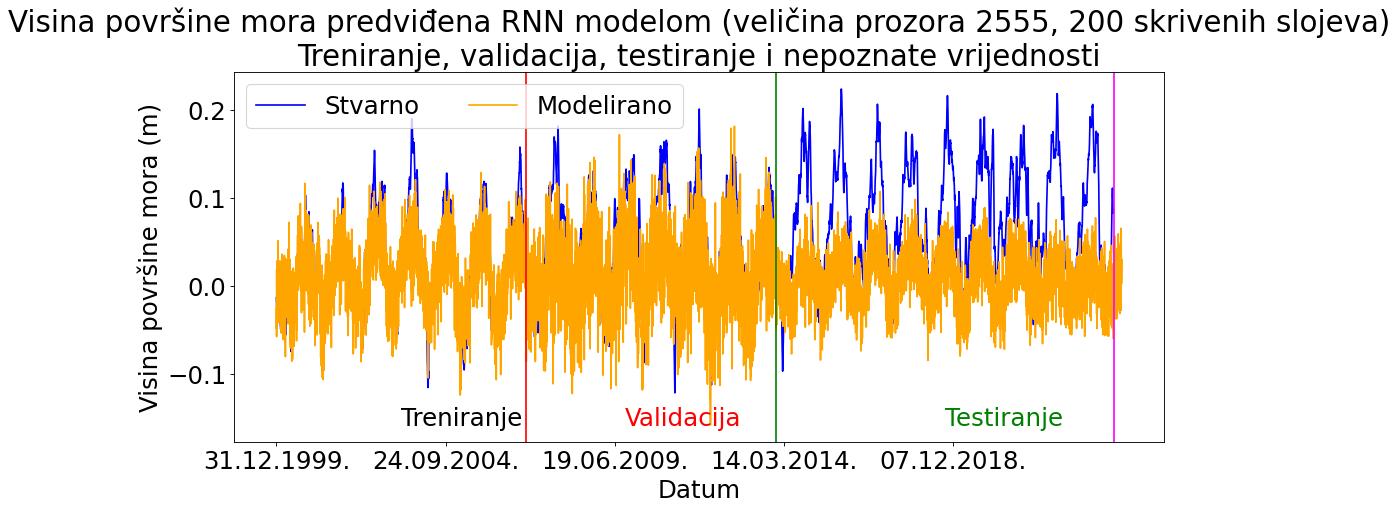 Visina površine mora predviđena RNN modelom (veličina prozora 2555, 200 skrivenih slojeva)
Treniranje, validacija, testiranje i nepoznate vrijednosti
Stvarno Modelirano
0.2
0.1
0.0
−0.1
Visina površine mora (m)
Treniranje Validacija Testiranje
31.12.1999. 24.09.2004. 19.06.2009. 14.03.2014. 07.12.2018.
Datum